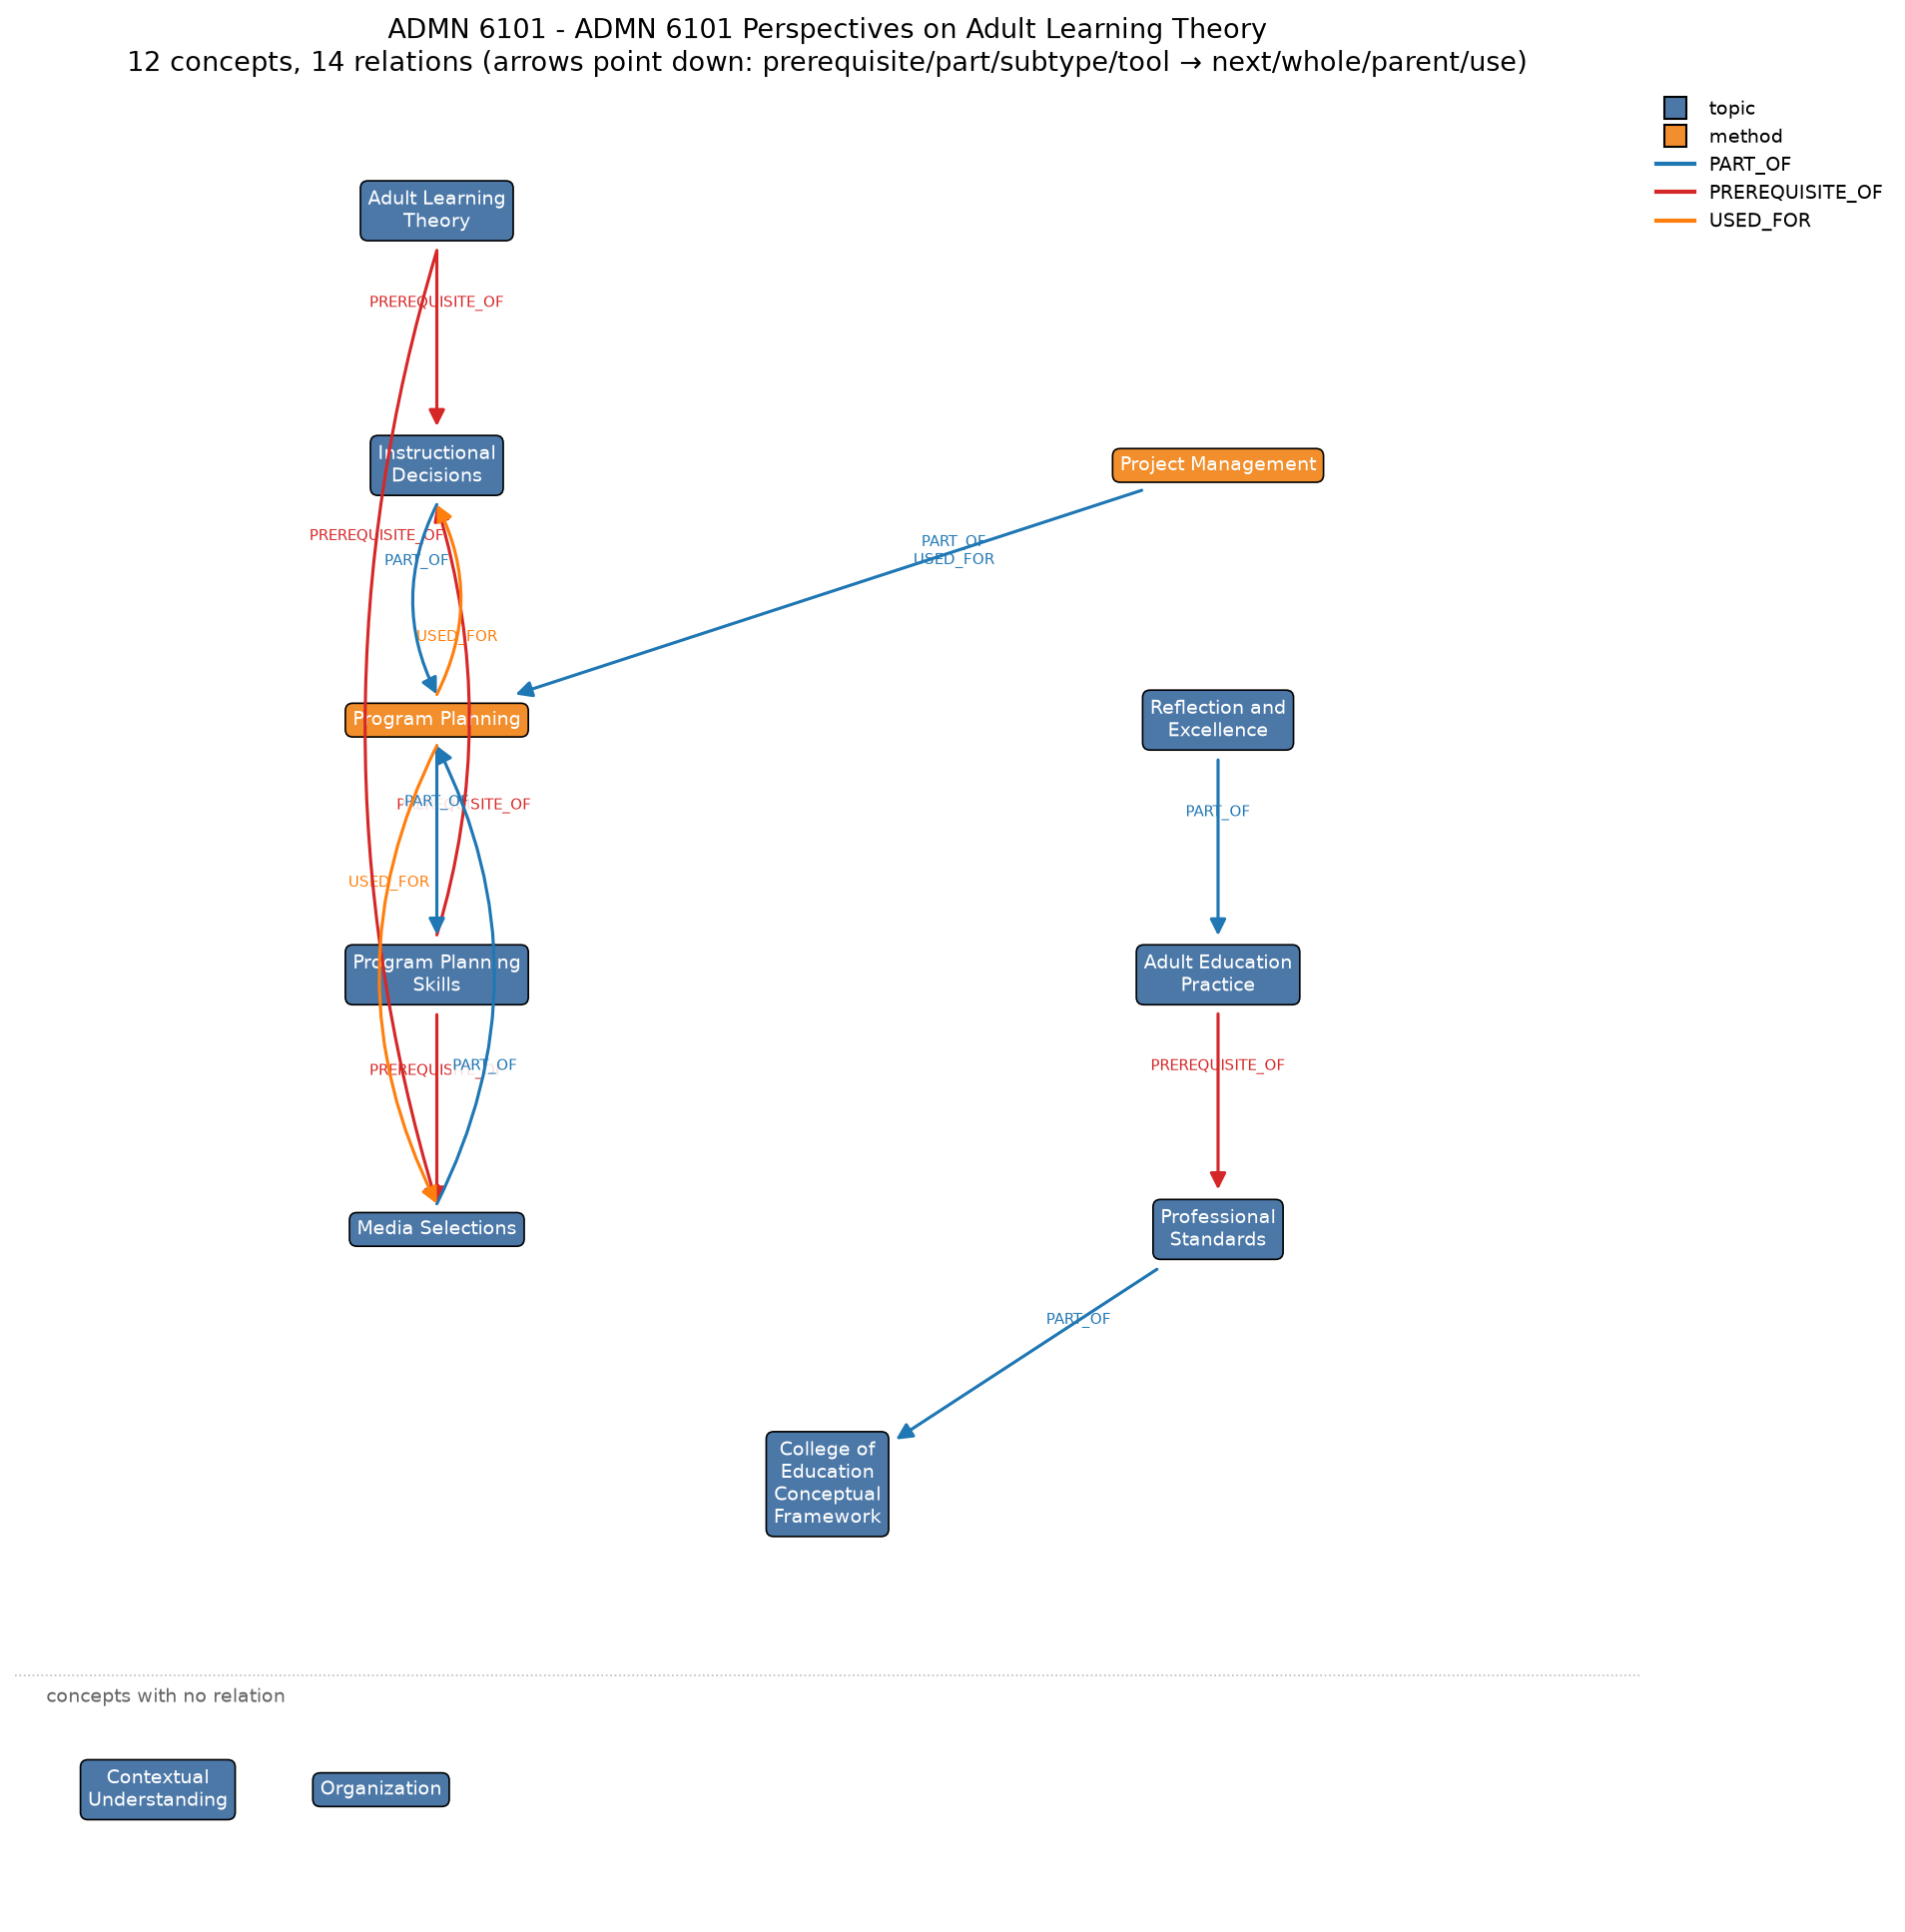 ADMN 6101 - ADMN 6101 Perspectives on Adult Learning Theory
12 concepts, 14 relations (arrows point down: prerequisite/part/subtype/tool → next/whole/parent/use)
topic
method
PART_OF
PREREQUISITE_OF
USED_FOR
Adult Learning
Theory
PREREQUISITE_OF
Instructional
Decisions
Project Management
PREREQUISITE_OF
PART_OF
PART_OF
USED_FOR
USED_FOR
Program Planning
Reflection and
Excellence
PART_OF
PREREQUISITE_OF
PART_OF
USED_FOR
Program Planning
Skills
Adult Education
Practice
PREREQUISITE_OF
PART_OF
PREREQUISITE_OF
Media Selections
Professional
Standards
PART_OF
College of
Education
Conceptual
Framework
concepts with no relation
Contextual
Understanding
Organization